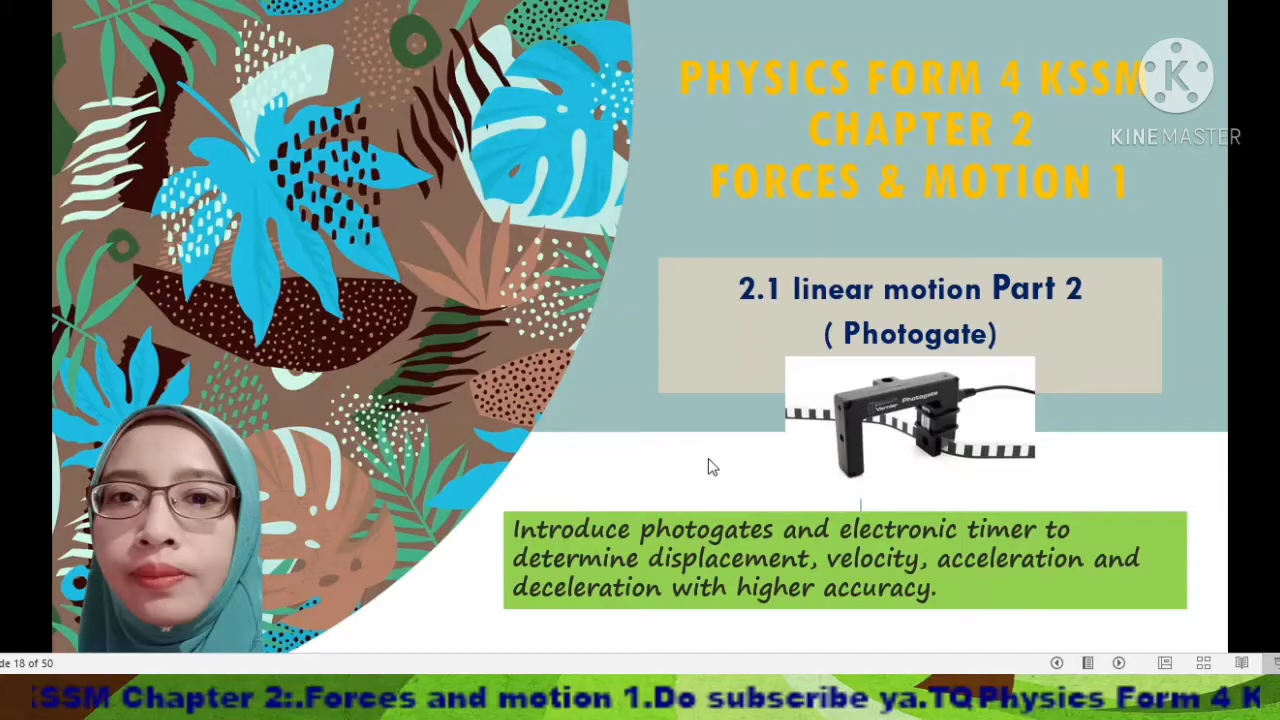 PHYSICS FORM 4 KSSM
CHAPTER 2
FORCES & MOTION 1
KINEMASTER
2.1 linear motion Part 2
( Photogate)
Vernier Photogate
Introduce photogates and electronic timer to
determine displacement, velocity, acceleration and
deceleration with higher accuracy.
de 18 of 50
KSSM Chapter 2:.Forces and motion 1.Do subscribe ya.TQ Physics Form 4 K